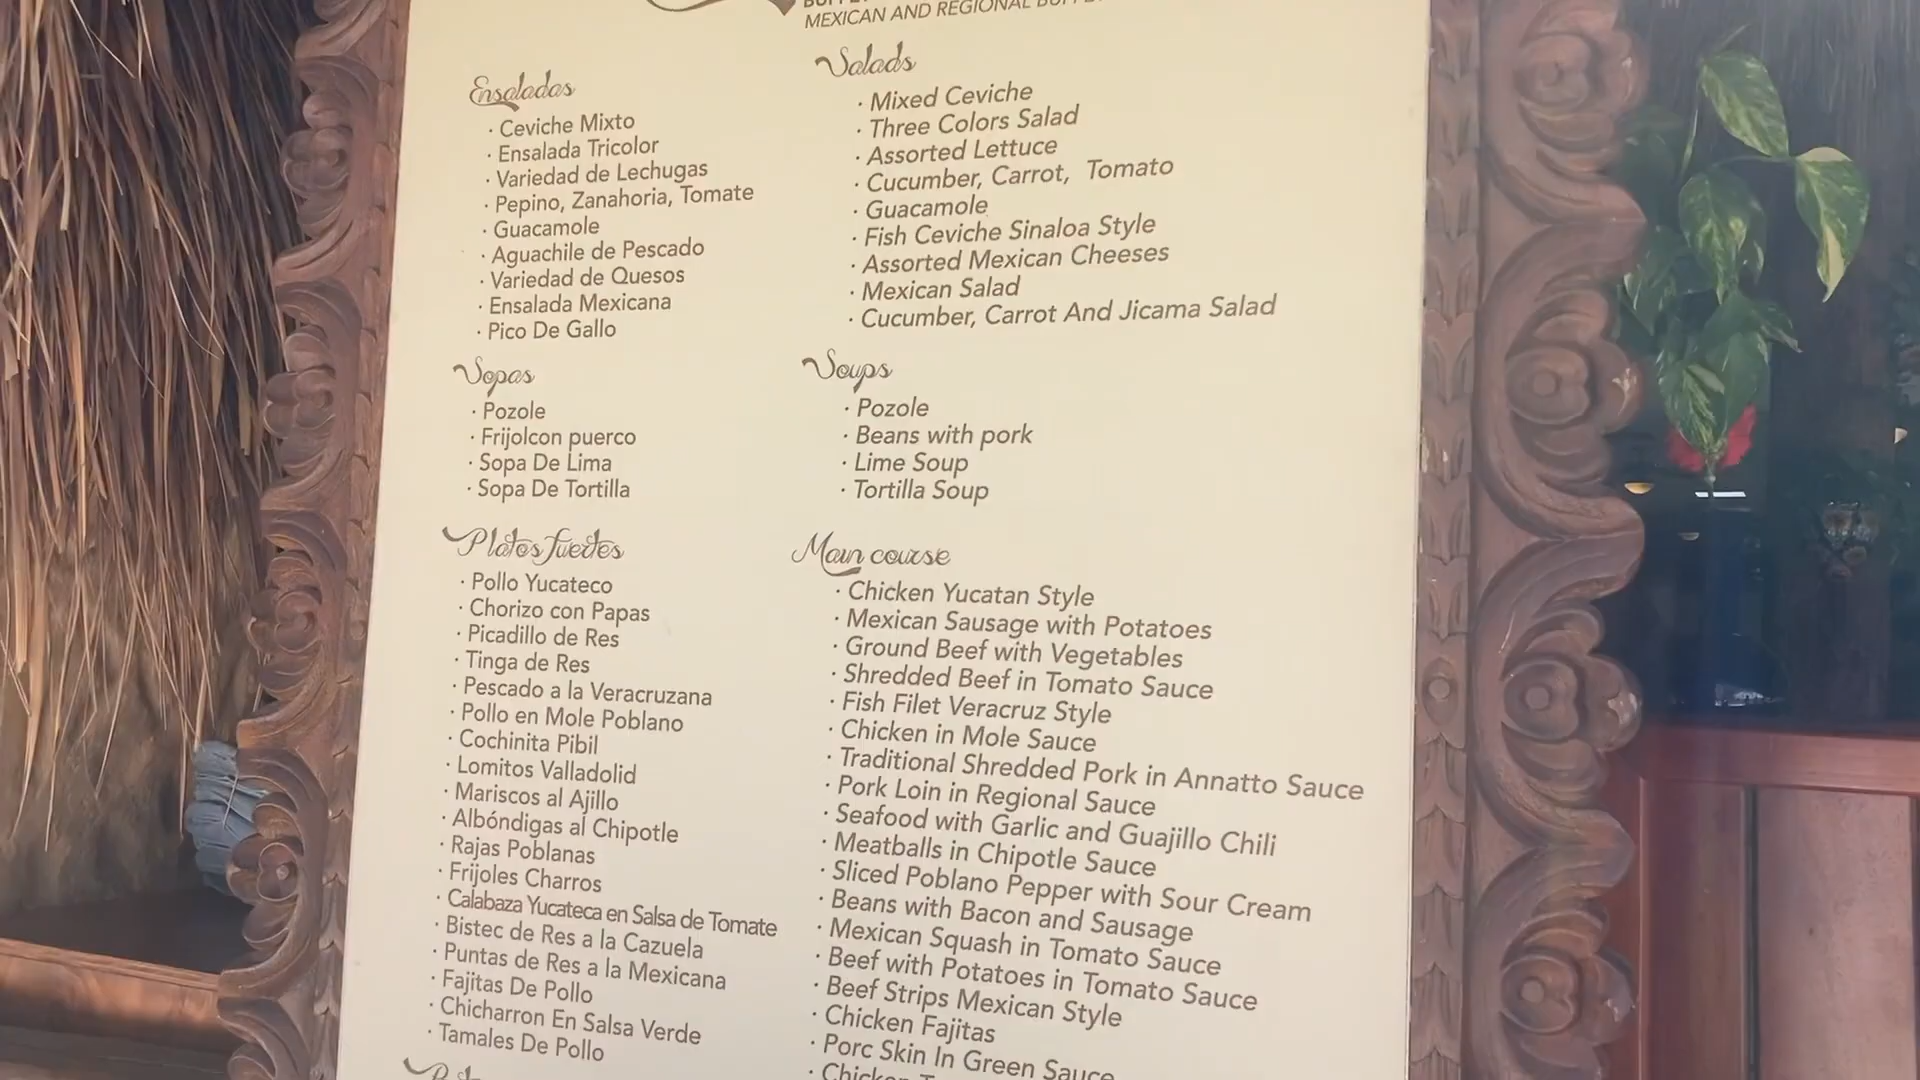 MEXICAN AND REGIONAL
Ensaladas
· Ceviche Mixto
· Ensalada Tricolor
· Variedad de Lechugas
· Pepino, Zanahoria, Tomate
· Guacamole
· Aguachile de Pescado
· Variedad de Quesos
· Ensalada Mexicana
· Pico De Gallo
Sopas
· Pozole
· Frijolcon puerco
· Sopa De Lima
· Sopa De Tortilla
Platos fuertes
· Pollo Yucateco
· Chorizo con Papas
· Picadillo de Res
· Tinga de Res
· Pescado a la Veracruzana
· Pollo en Mole Poblano
· Cochinita Pibil
· Lomitos Valladolid
· Mariscos al Ajillo
· Albóndigas al Chipotle
· Rajas Poblanas
· Frijoles Charros
· Calabaza Yucateca en Salsa de Tomate
· Bistec de Res a la Cazuela
· Puntas de Res a la Mexicana
· Fajitas De Pollo
· Chicharron En Salsa Verde
· Tamales De Pollo
Salads
· Mixed Ceviche
· Three Colors Salad
· Assorted Lettuce
· Cucumber, Carrot, Tomato
· Guacamole
· Fish Ceviche Sinaloa Style
· Assorted Mexican Cheeses
· Mexican Salad
· Cucumber, Carrot And Jicama Salad
Soups
· Pozole
· Beans with pork
· Lime Soup
· Tortilla Soup
Main course
· Chicken Yucatan Style
· Mexican Sausage with Potatoes
· Ground Beef with Vegetables
· Shredded Beef in Tomato Sauce
· Fish Filet Veracruz Style
· Chicken in Mole Sauce
· Traditional Shredded Pork in Annatto Sauce
· Pork Loin in Regional Sauce
· Seafood with Garlic and Guajillo Chili
· Meatballs in Chipotle Sauce
· Sliced Poblano Pepper with Sour Cream
· Beans with Bacon and Sausage
· Mexican Squash in Tomato Sauce
· Beef with Potatoes in Tomato Sauce
· Beef Strips Mexican Style
· Chicken Fajitas
· Porc Skin In Green Sauce
· Chicken